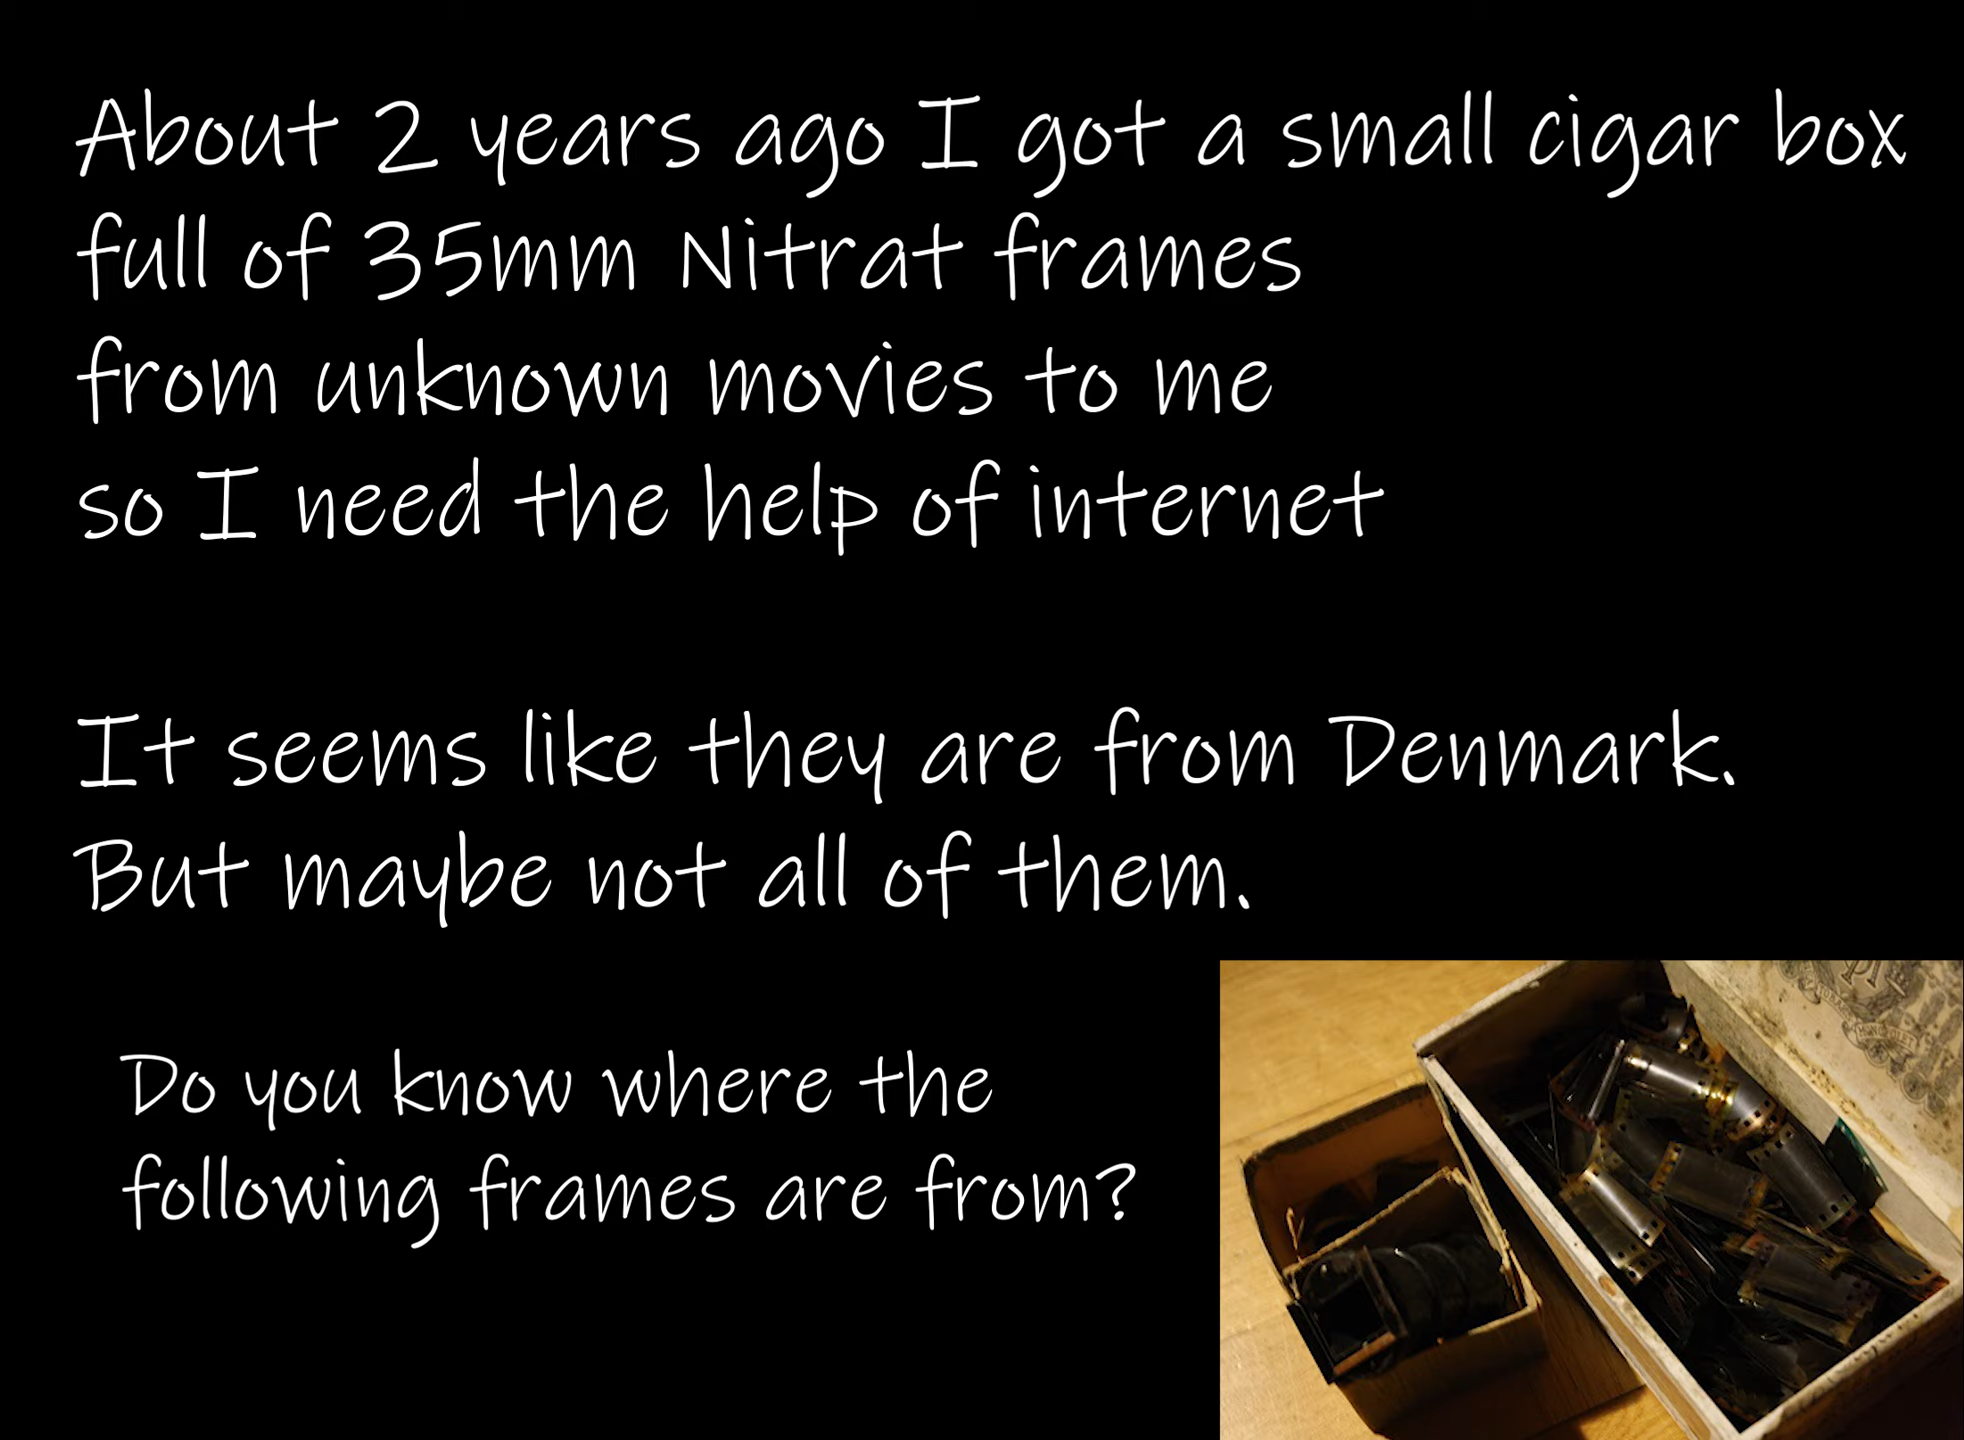 About 2 years ago I got a small cigar box
full of 35mm Nitrat frames
from unknown movies to me
so I need the help of internet
It seems like they are from Denmark.
But maybe not all of them.
Do you know where the
following frames are from?